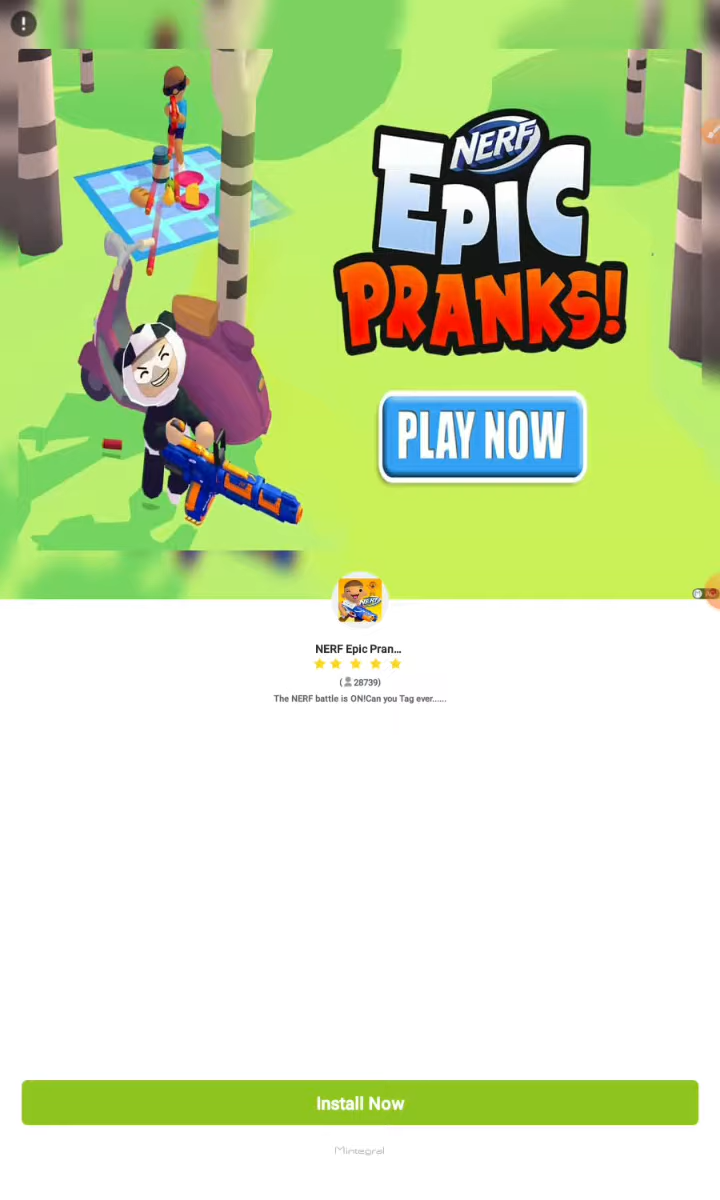 NERF
EPIC
PRANKS!
PLAY NOW
NERF
NERF Epic Pran...
(28739)
The NERF battle is ON!Can you Tag ever......
Install Now
Mintegral